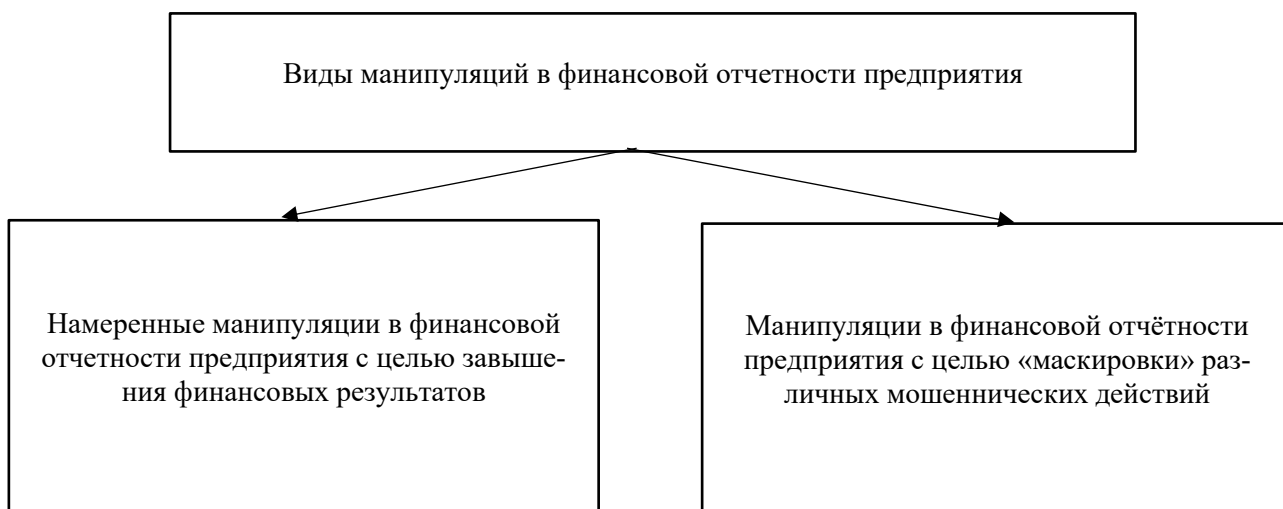 Виды манипуляций в финансовой отчетности предприятия
Намеренные манипуляции в финансовой
отчетности предприятия с целью завыше-
ния финансовых результатов
Манипуляции в финансовой отчётности
предприятия с целью «маскировки» раз-
личных мошеннических действий